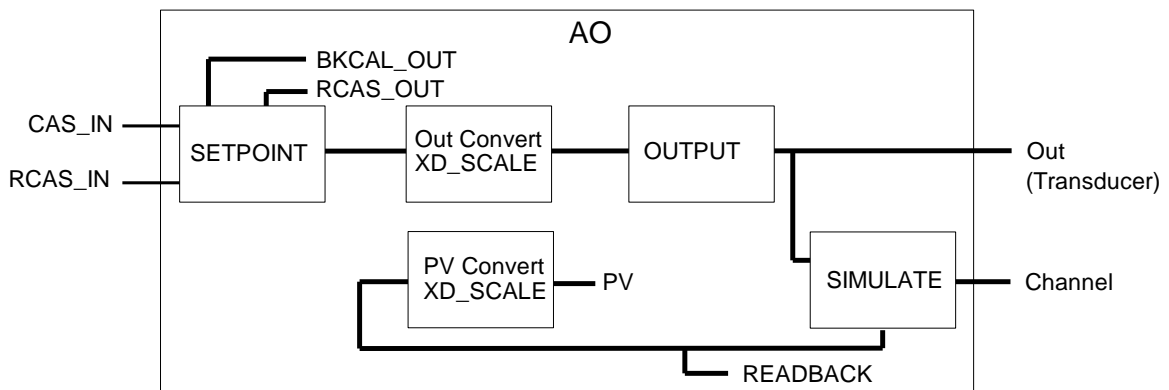 AO
BKCAL_OUT
RCAS_OUT
CAS_IN
RCAS_IN
SETPOINT
Out Convert
XD_SCALE
OUTPUT
Out
(Transducer)
PV Convert
XD_SCALE
PV
SIMULATE
Channel
READBACK